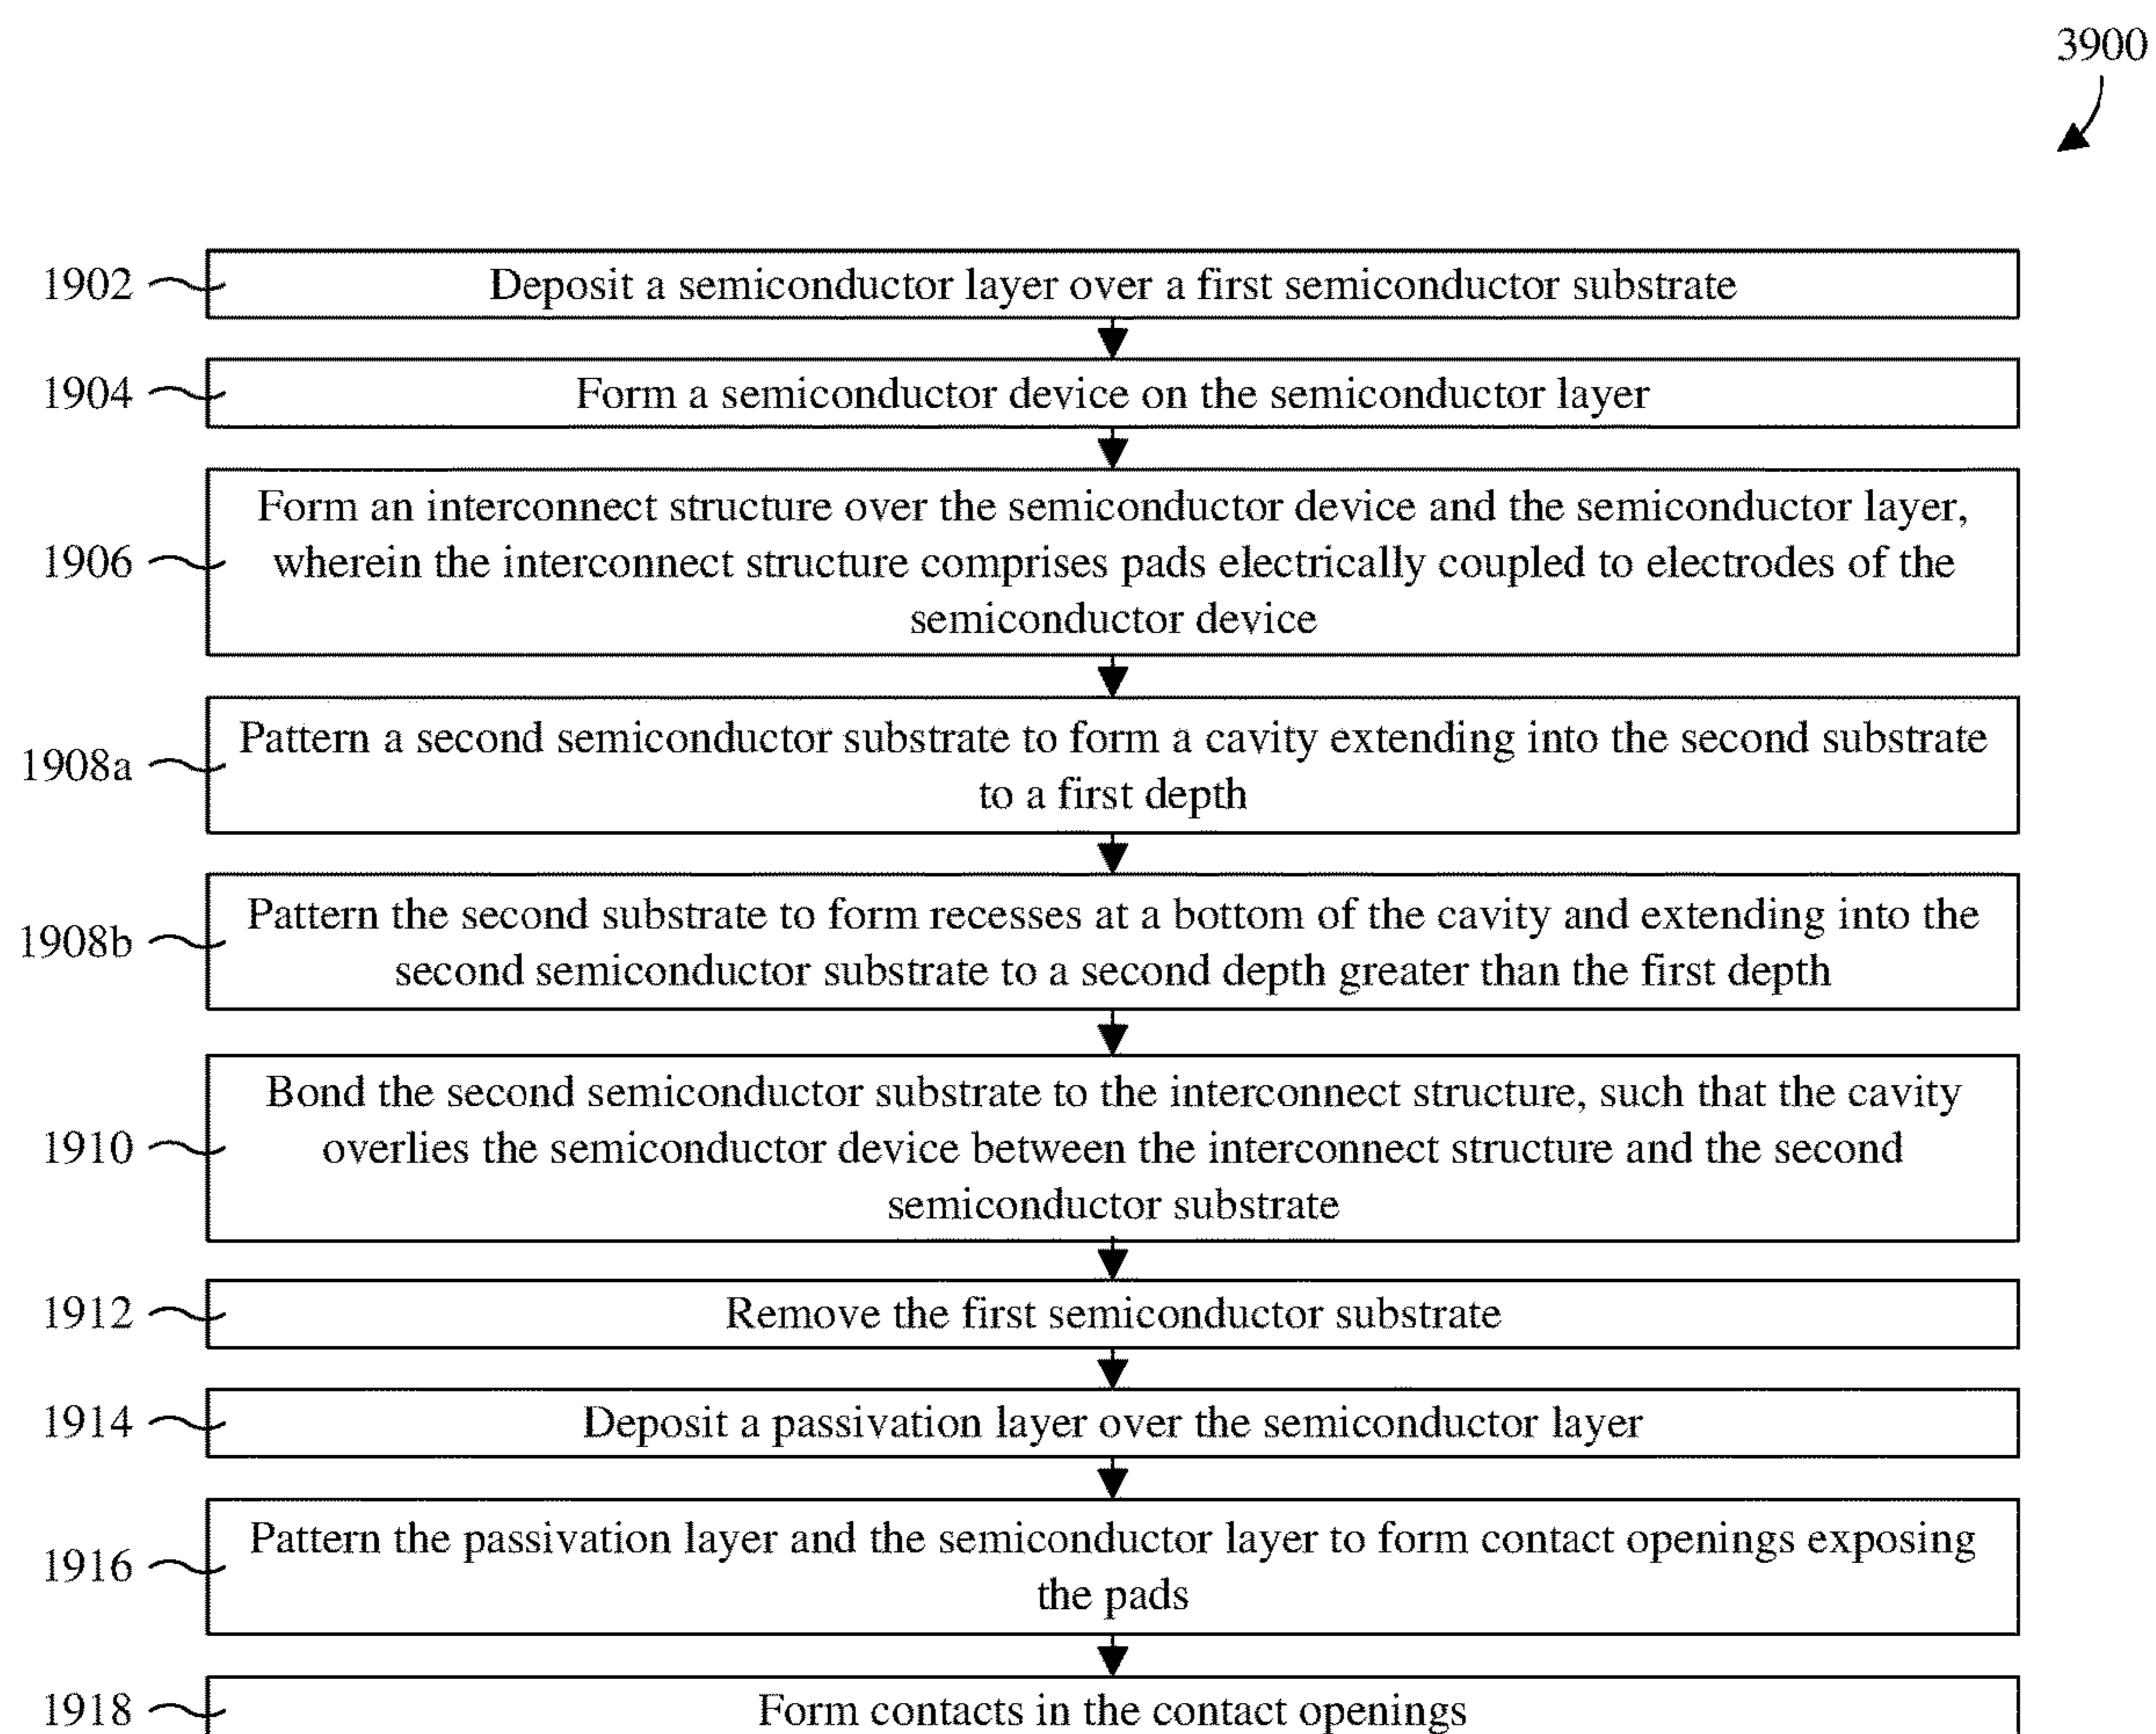 3900
1902
Deposit a semiconductor layer over a first semiconductor substrate
1904
Form a semiconductor device on the semiconductor layer
1906
Form an interconnect structure over the semiconductor device and the semiconductor layer,
wherein the interconnect structure comprises pads electrically coupled to electrodes of the
semiconductor device
1908a
Pattern a second semiconductor substrate to form a cavity extending into the second substrate
to a first depth
1908b
Pattern the second substrate to form recesses at a bottom of the cavity and extending into the
second semiconductor substrate to a second depth greater than the first depth
1910
Bond the second semiconductor substrate to the interconnect structure, such that the cavity
overlies the semiconductor device between the interconnect structure and the second
semiconductor substrate
1912
Remove the first semiconductor substrate
1914
Deposit a passivation layer over the semiconductor layer
1916
Pattern the passivation layer and the semiconductor layer to form contact openings exposing
the pads
1918
Form contacts in the contact openings